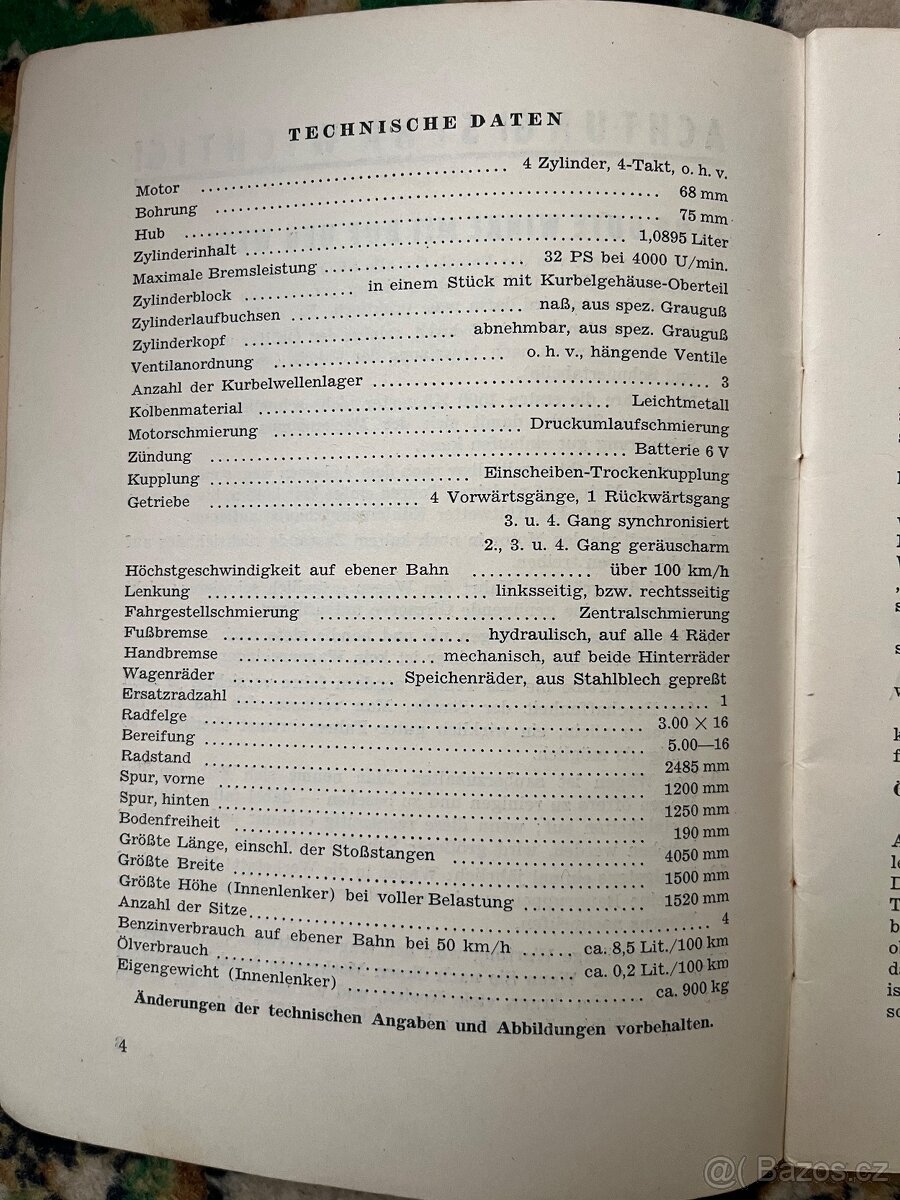 TECHNISCHE DATEN
Motor ........ 4 Zylinder, 4-Takt, o. h. v.
Bohrung ........ 68 mm
Hub ........ 75 mm
Zylinderinhalt ........ 1,0895 Liter
Maximale Bremsleistung ........ 32 PS bei 4000 U/min.
Zylinderblock ........ in einem Stück mit Kurbelgehäuse-Oberteil
Zylinderlaufbuchsen ........ naß, aus spez. Grauguß
Zylinderkopf ........ abnehmbar, aus spez. Grauguß
Ventilanordnung ........ o. h. v., hängende Ventile
Anzahl der Kurbelwellenlager ........ 3
Kolbenmaterial ........ Leichtmetall
Motorschmierung ........ Druckumlaufschmierung
Zündung ........ Batterie 6 V
Kupplung ........ Einscheiben-Trockenkupplung
Getriebe ........ 4 Vorwärtsgänge, 1 Rückwärtsgang
3. u. 4. Gang synchronisiert
2., 3. u. 4. Gang geräuscharm
Höchstgeschwindigkeit auf ebener Bahn ........ über 100 km/h
Lenkung ........ linksseitig, bzw. rechtsseitig
Fahrgestellschmierung ........ Zentralschmierung
Fußbremse ........ hydraulisch, auf alle 4 Räder
Handbremse ........ mechanisch, auf beide Hinterräder
Wagenräder ........ Speichenräder, aus Stahlblech gepreßt
Ersatzradzahl ........ 1
Radfelge ........ 3.00 × 16
Bereifung ........ 5.00—16
Radstand ........ 2485 mm
Spur, vorne ........ 1200 mm
Spur, hinten ........ 1250 mm
Bodenfreiheit ........ 190 mm
Größte Länge, einschl. der Stoßstangen ........ 4050 mm
Größte Breite ........ 1500 mm
Größte Höhe (Innenlenker) bei voller Belastung ........ 1520 mm
Anzahl der Sitze ........ 4
Benzinverbrauch auf ebener Bahn bei 50 km/h ...... ca. 8,5 Lit./100 km
Ölverbrauch ........ ca. 0,2 Lit./100 km
Eigengewicht (Innenlenker) ........ ca. 900 kg
Änderungen der technischen Angaben und Abbildungen vorbehalten.
4
@ Bazos.cz